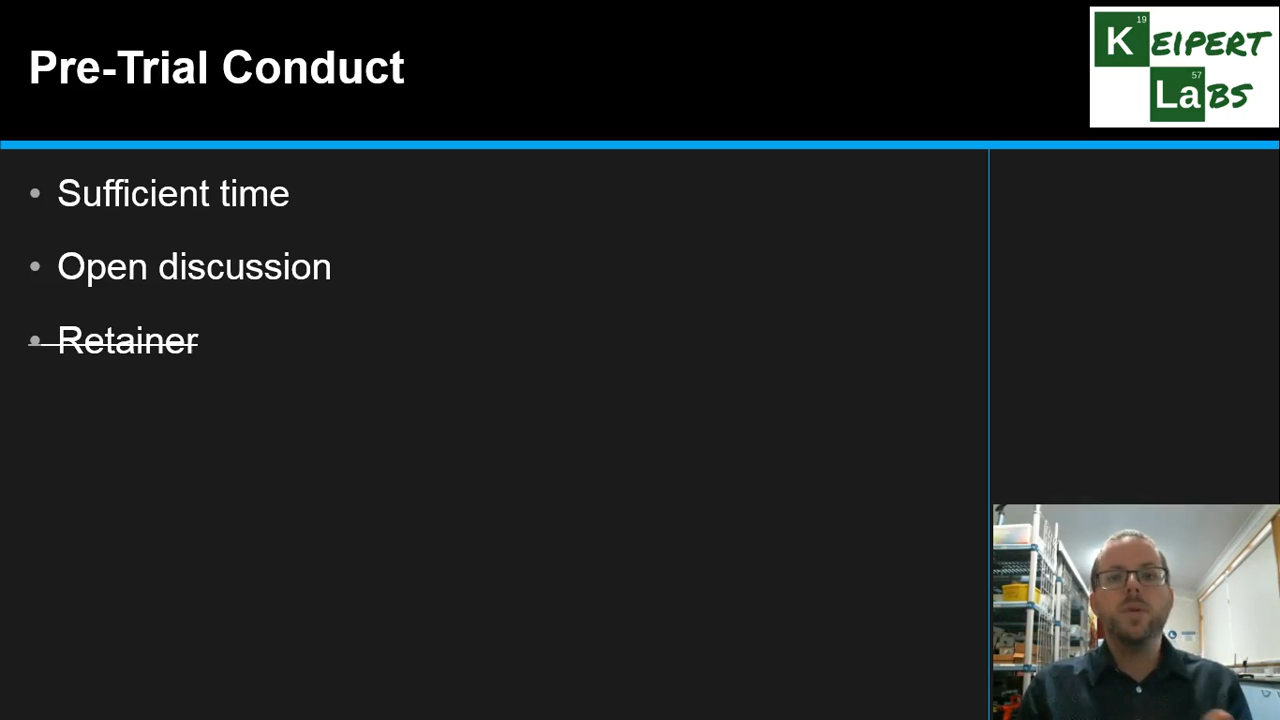 Pre-Trial Conduct
19
KEIPERT
57
LaBS
• Sufficient time
• Open discussion
• Retainer